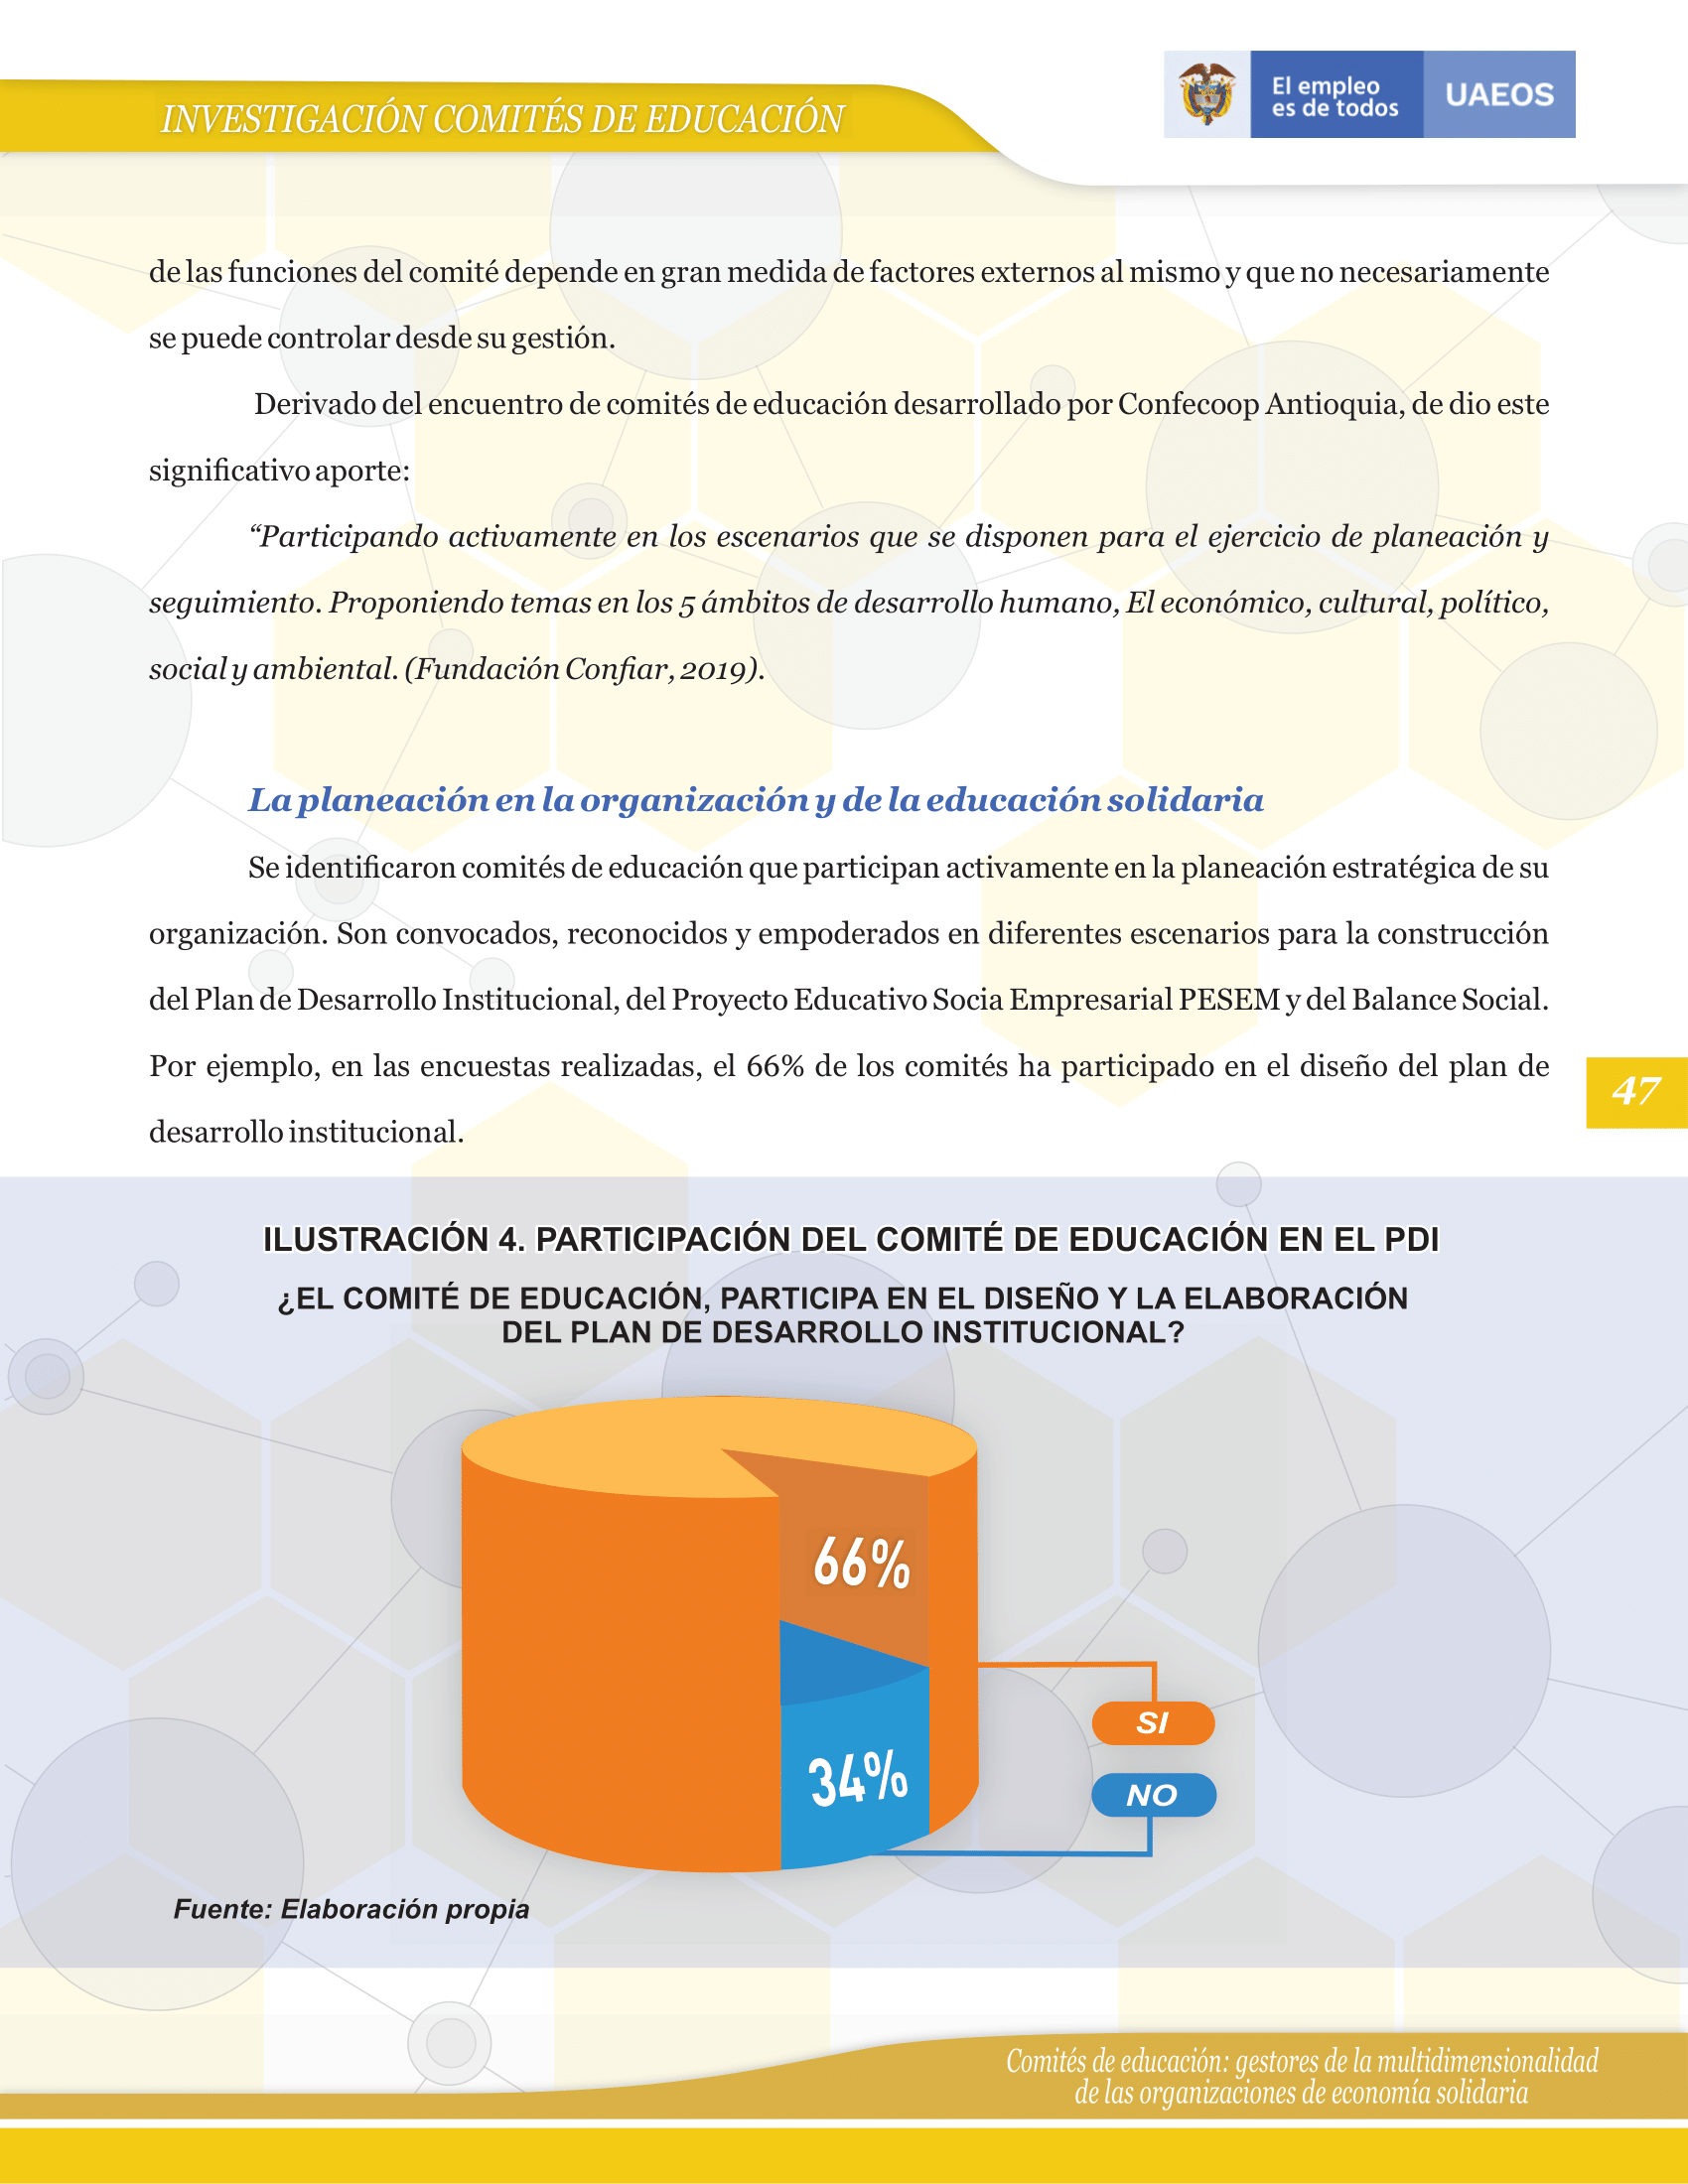 INVESTIGACIÓN COMITÉS DE EDUCACIÓN
El empleo
es de todos
UAEOS
de las funciones del comité depende en gran medida de factores externos al mismo y que no necesariamente
se puede controlar desde su gestión.
Derivado del encuentro de comités de educación desarrollado por Confecoop Antioquia, de dio este
significativo aporte:
“Participando activamente en los escenarios que se disponen para el ejercicio de planeación y
seguimiento. Proponiendo temas en los 5 ámbitos de desarrollo humano, El económico, cultural, político,
social y ambiental. (Fundación Confiar, 2019).
La planeación en la organización y de la educación solidaria
Se identificaron comités de educación que participan activamente en la planeación estratégica de su
organización. Son convocados, reconocidos y empoderados en diferentes escenarios para la construcción
del Plan de Desarrollo Institucional, del Proyecto Educativo Socia Empresarial PESEM y del Balance Social.
Por ejemplo, en las encuestas realizadas, el 66% de los comités ha participado en el diseño del plan de
desarrollo institucional.
47
ILUSTRACIÓN 4. PARTICIPACIÓN DEL COMITÉ DE EDUCACIÓN EN EL PDI
¿EL COMITÉ DE EDUCACIÓN, PARTICIPA EN EL DISEÑO Y LA ELABORACIÓN
DEL PLAN DE DESARROLLO INSTITUCIONAL?
66%
34%
SI
NO
Fuente: Elaboración propia
Comités de educación: gestores de la multidimensionalidad
de las organizaciones de economía solidaria